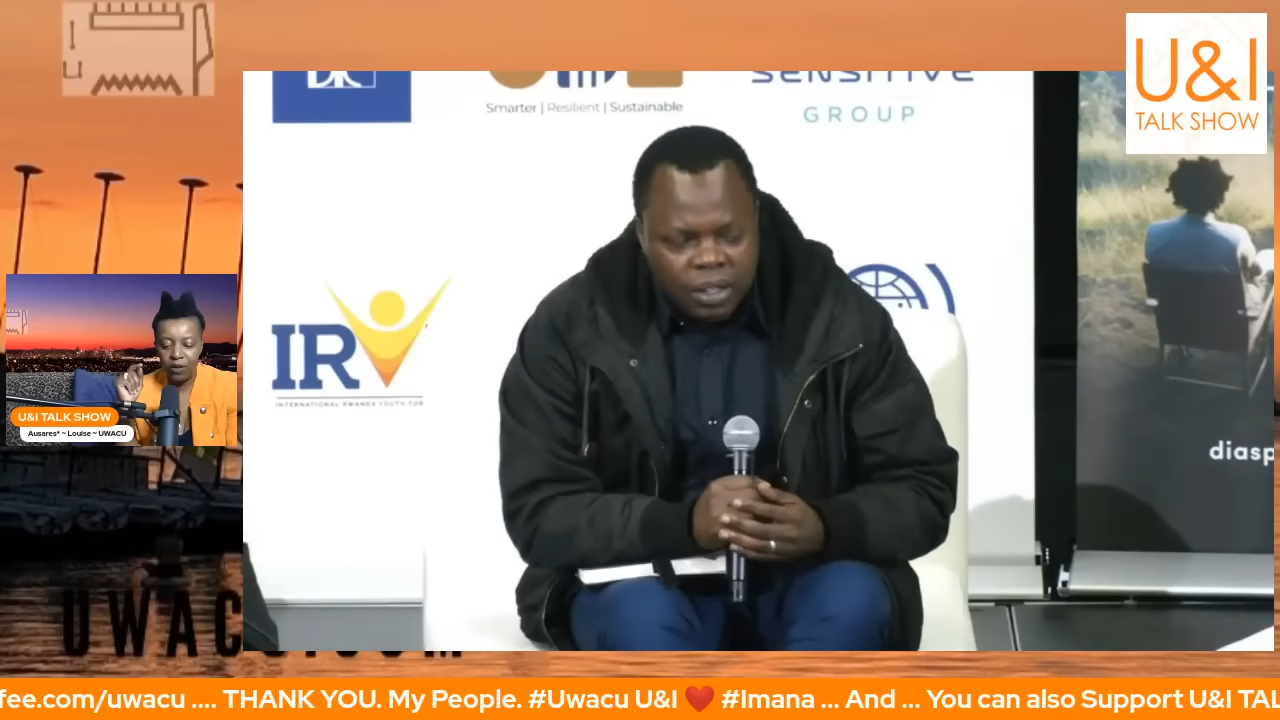 U&I
TALK SHOW
Smarter | Resilient | Sustainable
SENSITIVE
GROUP
IRV
INTERNATIONAL RWANDA YOUTH FOR
diasp
U&I TALK SHOW
Ausares* ~ Louise ~ UWACU
UWAC
fee.com/uwacu .... THANK YOU. My People. #Uwacu U&I ❤️ #Imana ... And ... You can also Support U&I TAL